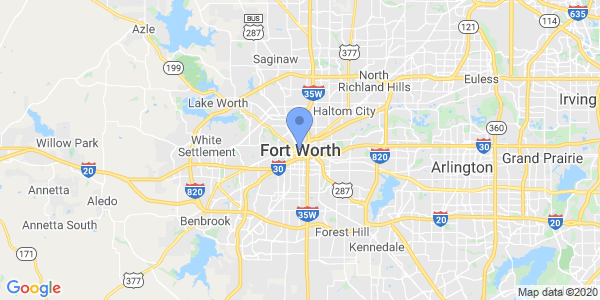 Azle
BUS
287
377
121
114
635
Saginaw
199
North
Richland Hills
Euless
35W
Lake Worth
Haltom City
Irving
White
Settlement
Willow Park
Fort Worth
820
30
Grand Prairie
20
30
Arlington
Annetta
820
287
Aledo
Benbrook
35W
20
20
360
Annetta South
Forest Hill
171
Kennedale
377
Google
Map data ©2020